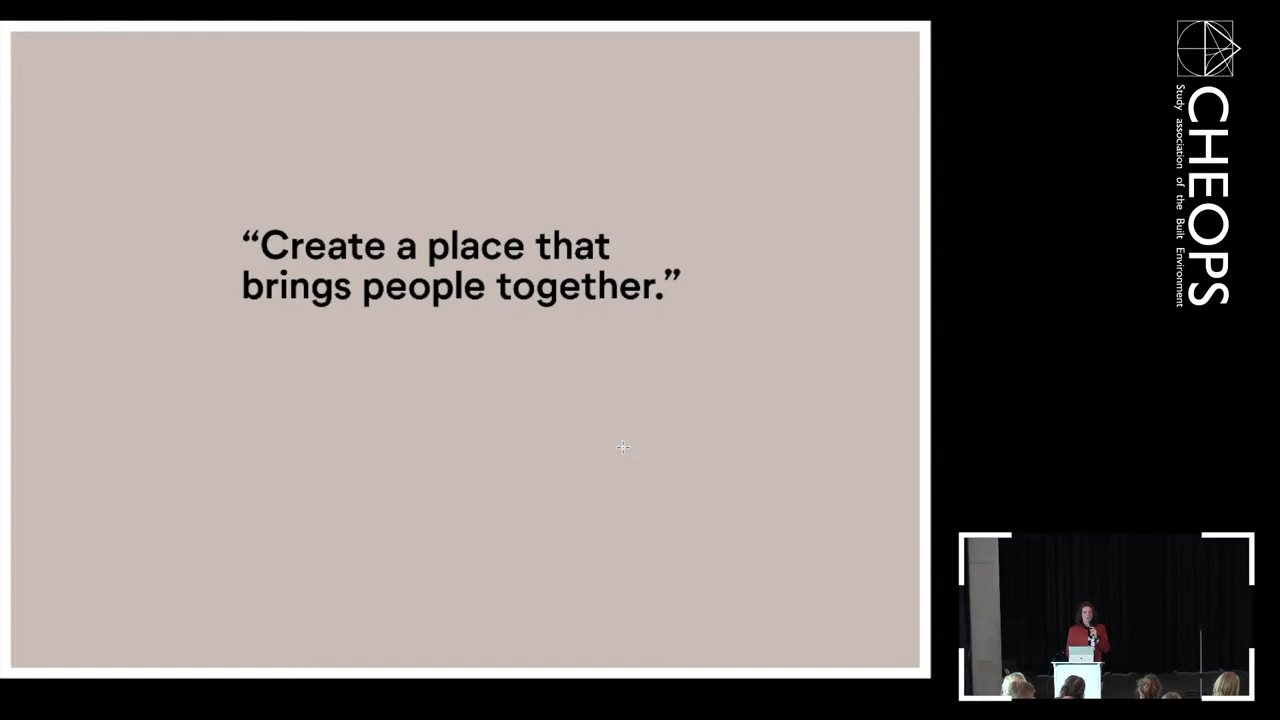 “Create a place that
brings people together.”
CHEOPS
Study association of the Built Environment